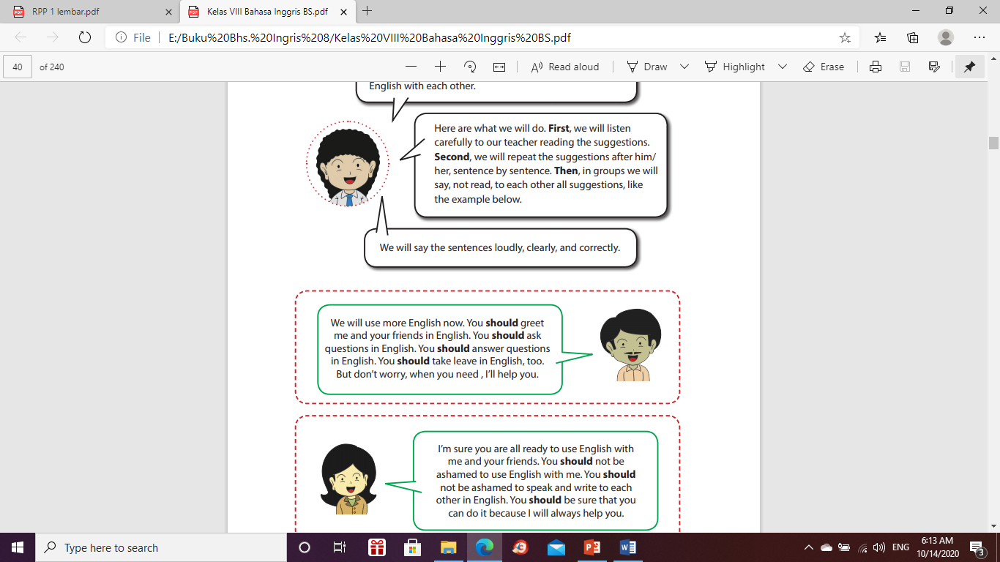 RPP 1 lembar.pdf
Kelas VIII Bahasa Inggris BS.pdf
File
E:/Buku%20Bhs.%20Ingris%208/Kelas%20VIII%20Bahasa%20Inggris%20BS.pdf
40 of 240
Read aloud
Draw
Highlight
Erase
English with each other.
Here are what we will do. First, we will listen
carefully to our teacher reading the suggestions.
Second, we will repeat the suggestions after him/
her, sentence by sentence. Then, in groups we will
say, not read, to each other all suggestions, like
the example below.
We will say the sentences loudly, clearly, and correctly.
We will use more English now. You should greet
me and your friends in English. You should ask
questions in English. You should answer questions
in English. You should take leave in English, too.
But don't worry, when you need , I'll help you.
I'm sure you are all ready to use English with
me and your friends. You should not be
ashamed to use English with me. You should
not be ashamed to speak and write to each
other in English. You should be sure that you
can do it because I will always help you.
Type here to search
ENG
6:13 AM
10/14/2020
3